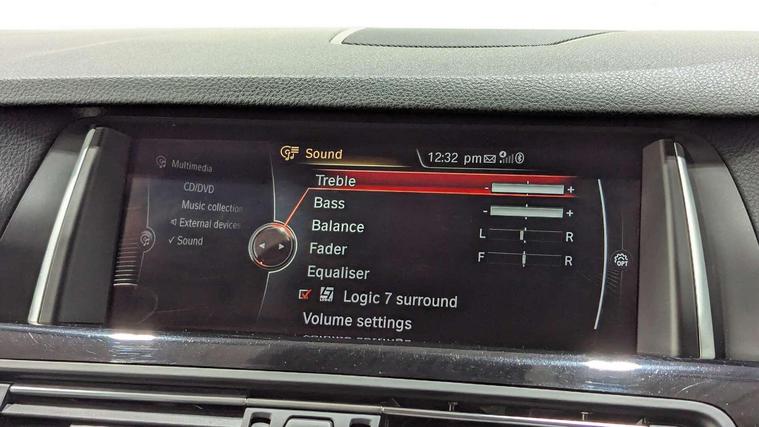 Sound
12:32 pm
Multimedia
CD/DVD
Music collection
External devices
Sound
Treble - +
Bass - +
Balance L R
Fader F R
Equaliser
Logic 7 surround
Volume settings
OPT